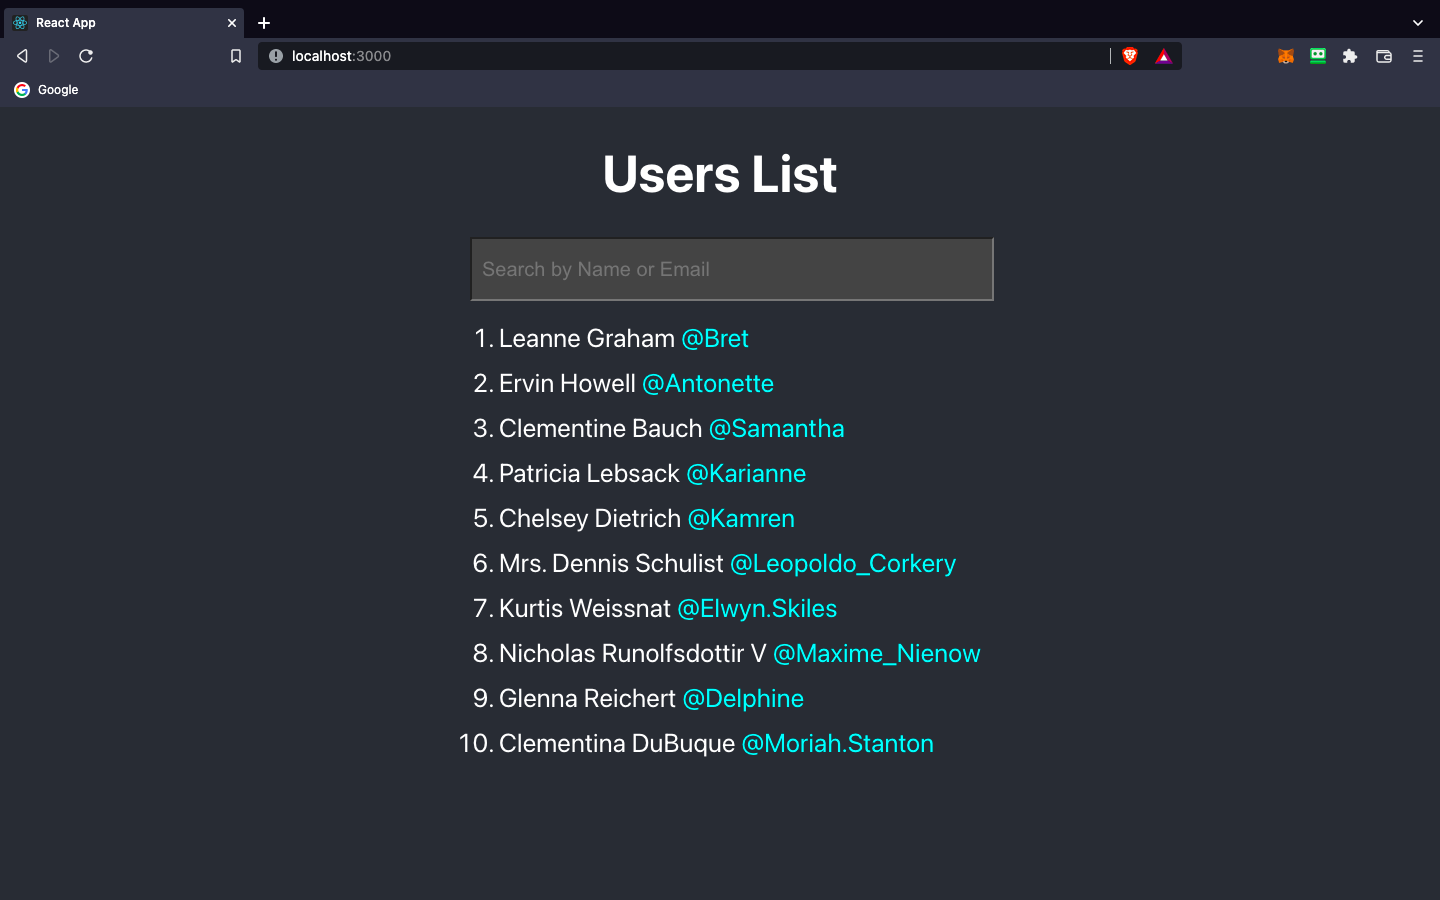 React App
localhost:3000
Google
Users List
Search by Name or Email
1. Leanne Graham @Bret
2. Ervin Howell @Antonette
3. Clementine Bauch @Samantha
4. Patricia Lebsack @Karianne
5. Chelsey Dietrich @Kamren
6. Mrs. Dennis Schulist @Leopoldo_Corkery
7. Kurtis Weissnat @Elwyn.Skiles
8. Nicholas Runolfsdottir V @Maxime_Nienow
9. Glenna Reichert @Delphine
10. Clementina DuBuque @Moriah.Stanton